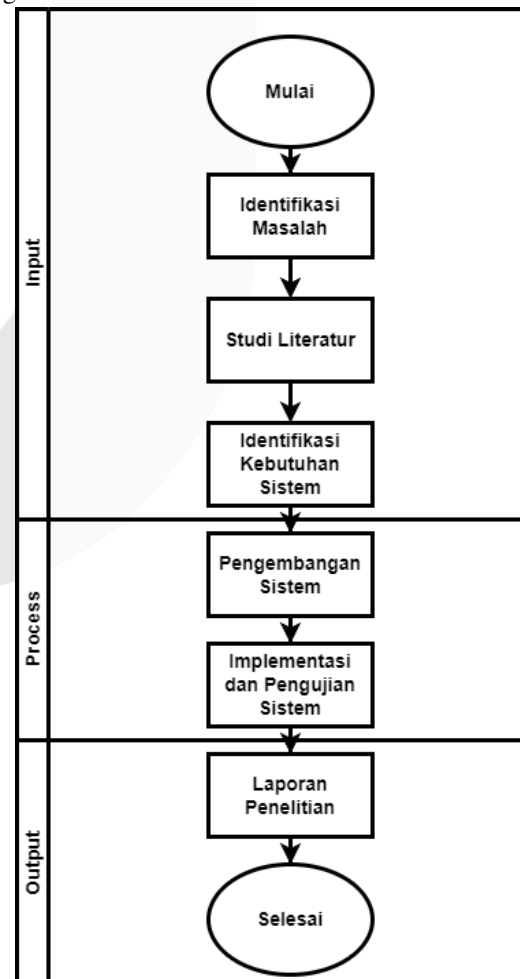 g
Mulai
Identifikasi
Masalah
Input
Studi Literatur
Identifikasi
Kebutuhan
Sistem
Pengembangan
Sistem
Process
Implementasi
dan Pengujian
Sistem
Laporan
Penelitian
Output
Selesai